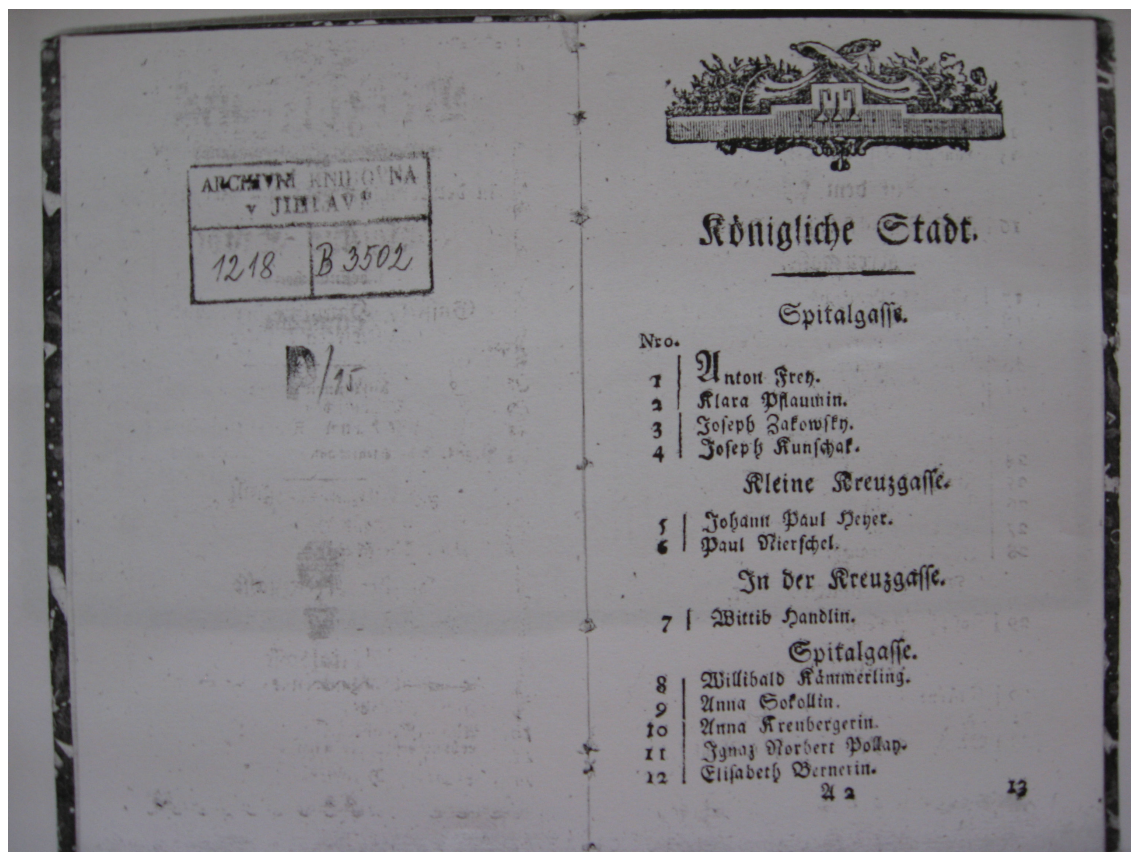 ARCHIVNÍ KNIHOVNA
v JIHLAVĚ
1218 B 3502
/15
Königliche Stadt.
Spitalgasse.
Nro.
1 Anton Frey.
2 Klara Pflaumin.
3 Joseph Zakowsky.
4 Joseph Kunschak.
Kleine Kreuzgasse.
5 Johann Paul Heyer.
6 Paul Nierschel.
In der Kreuzgasse.
7 Wittib Handlin.
Spitalgasse.
8 Willibald Kämmerling.
9 Anna Sokollin.
10 Anna Krenbergerin.
11 Ignaz Norbert Pollay.
12 Elisabeth Bernerin.
A 2 13